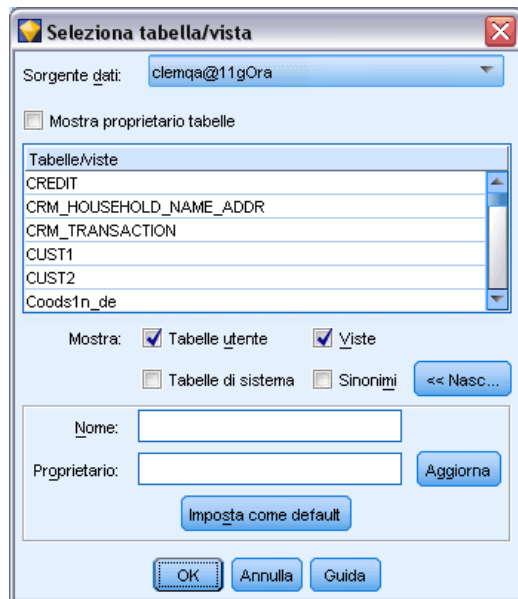 Seleziona tabella/vista
Sorgente dati: clemqa@11gOra
Mostra proprietario tabelle
Tabelle/viste
CREDIT
CRM_HOUSEHOLD_NAME_ADDR
CRM_TRANSACTION
CUST1
CUST2
Coods1n_de
Mostra: Tabelle utente Viste
Tabelle di sistema Sinonimi << Nasc...
Nome:
Proprietario: Aggiorna
Imposta come default
OK Annulla Guida